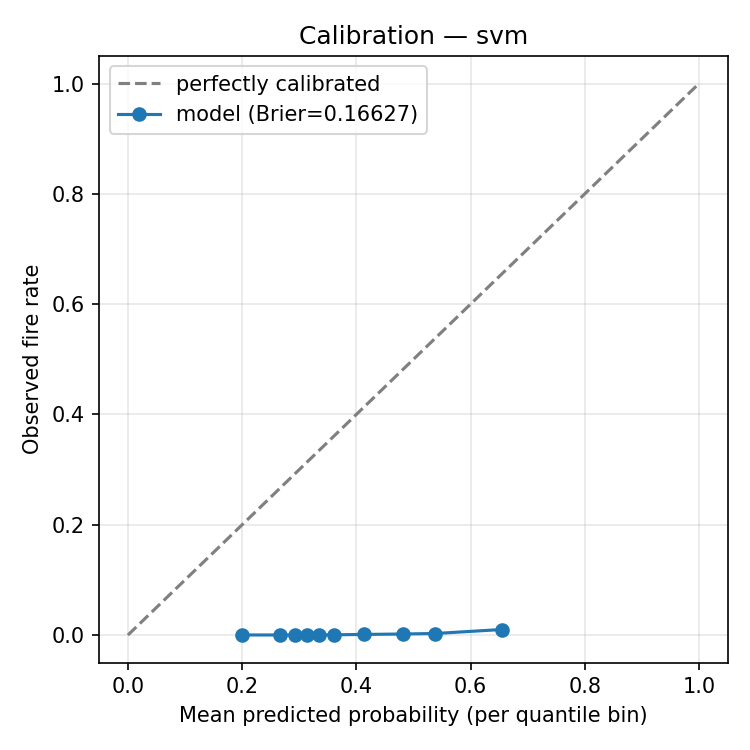 Calibration — svm
perfectly calibrated
model (Brier=0.16627)
Observed fire rate
1.0
0.8
0.6
0.4
0.2
0.0
0.0 0.2 0.4 0.6 0.8 1.0
Mean predicted probability (per quantile bin)